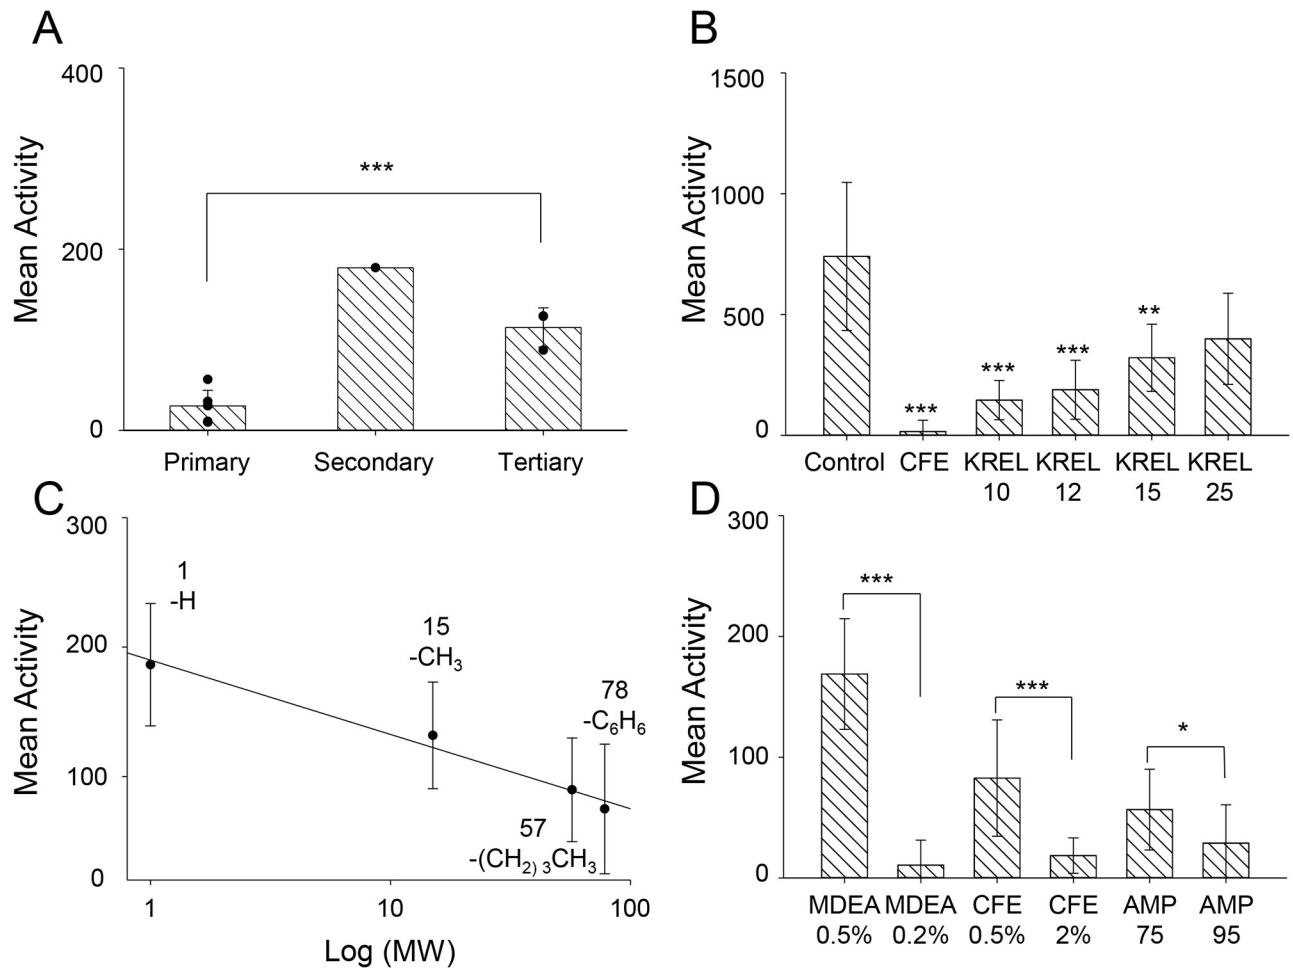 A
Mean Activity
400
200
0
***
Primary Secondary Tertiary
B
Mean Activity
1500
1000
500
0
*** *** *** **
Control CFE KREL KREL KREL KREL
10 12 15 25
C
Mean Activity
300
200
100
0
1
-H
15
-CH3
78
-C6H6
57
-(CH2) 3CH3
1 10 100
Log (MW)
D
Mean Activity
300
200
100
0
***
***
*
MDEA MDEA CFE CFE AMP AMP
0.5% 0.2% 0.5% 2% 75 95